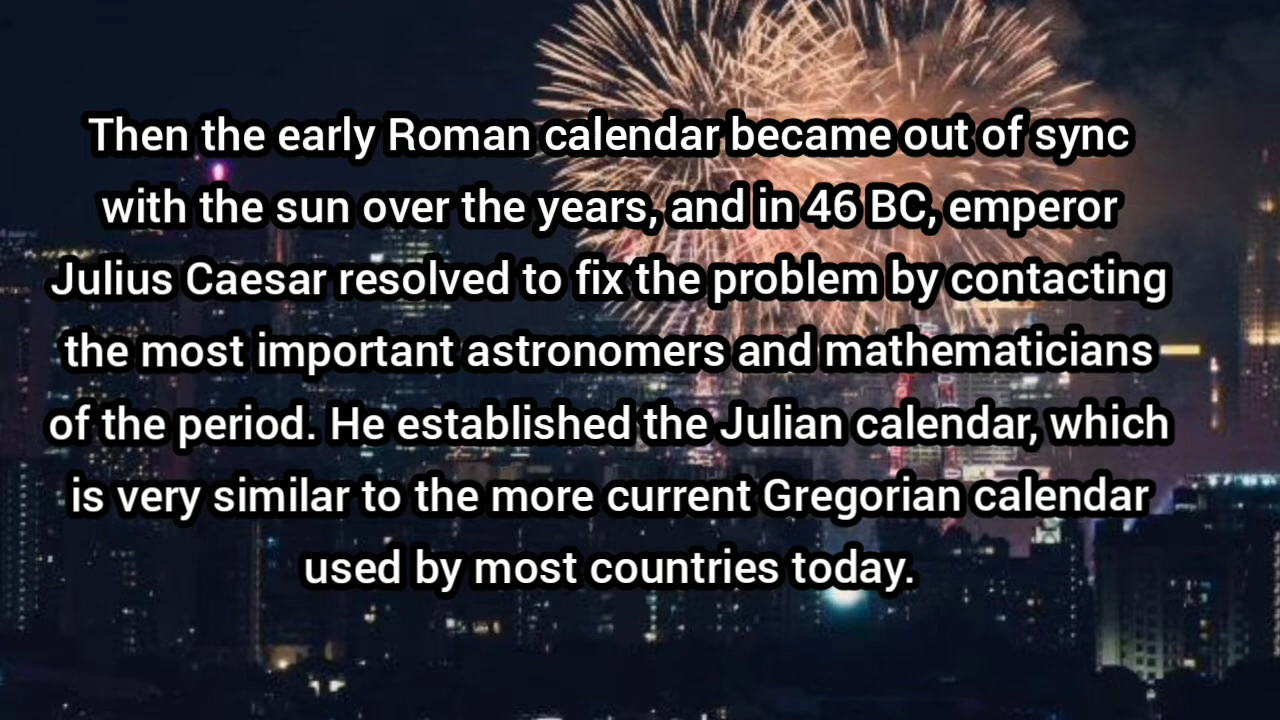 Then the early Roman calendar became out of sync
with the sun over the years, and in 46 BC, emperor
Julius Caesar resolved to fix the problem by contacting
the most important astronomers and mathematicians
of the period. He established the Julian calendar, which
is very similar to the more current Gregorian calendar
used by most countries today.